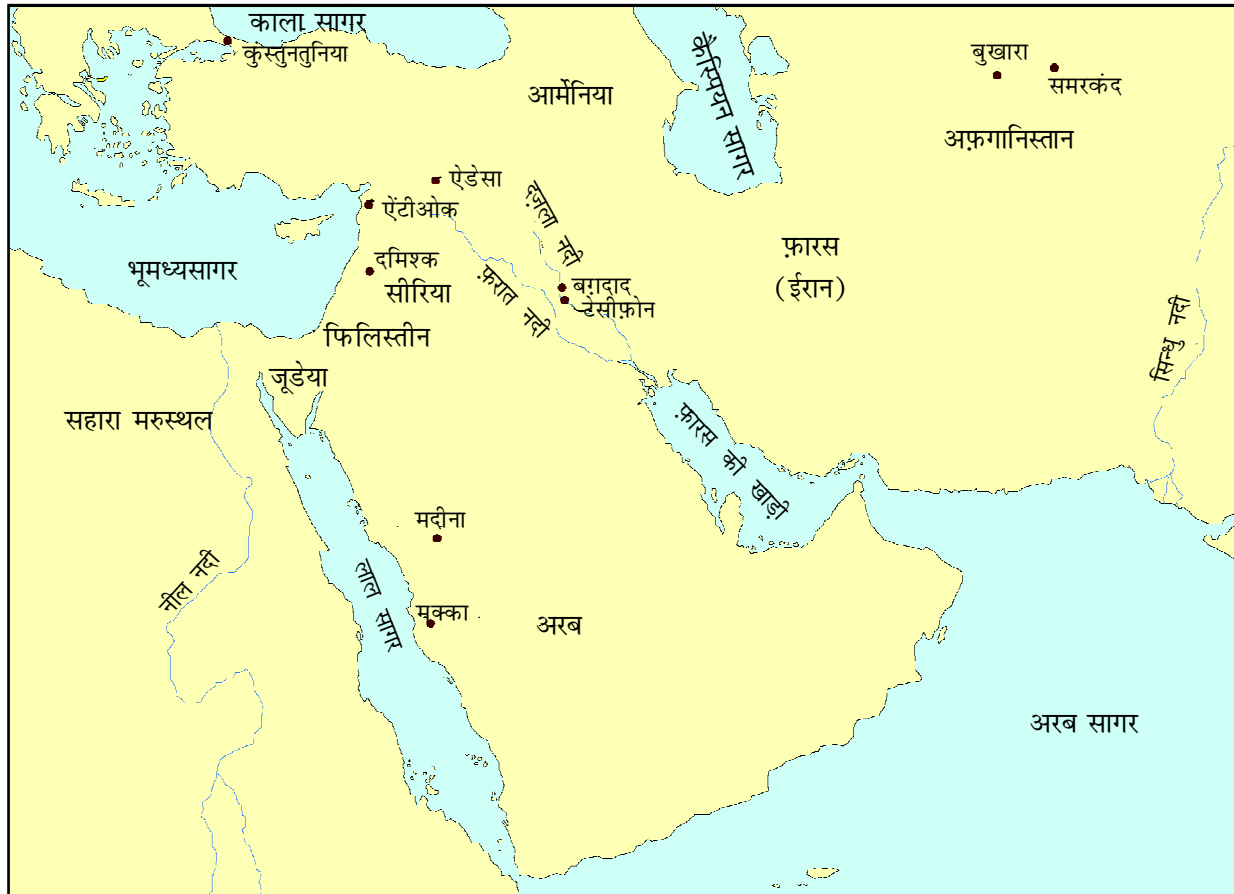 काला सागर
कुस्तुनतुनिया
कैस्पियन सागर
बुखारा
समरकंद
आर्मेनिया
अफ़गानिस्तान
ऐडेसा
ऐंटीओक
दज़ला नदी
भूमध्यसागर
दमिश्क
सीरिया
फ़रात नदी
बग़दाद
टेसीफ़ोन
फ़ारस
(ईरान)
सिन्धु नदी
फिलिस्तीन
जूडेया
सहारा मरुस्थल
फ़ारस की खाड़ी
मदीना
नील नदी
लाल सागर
मक्का
अरब
अरब सागर